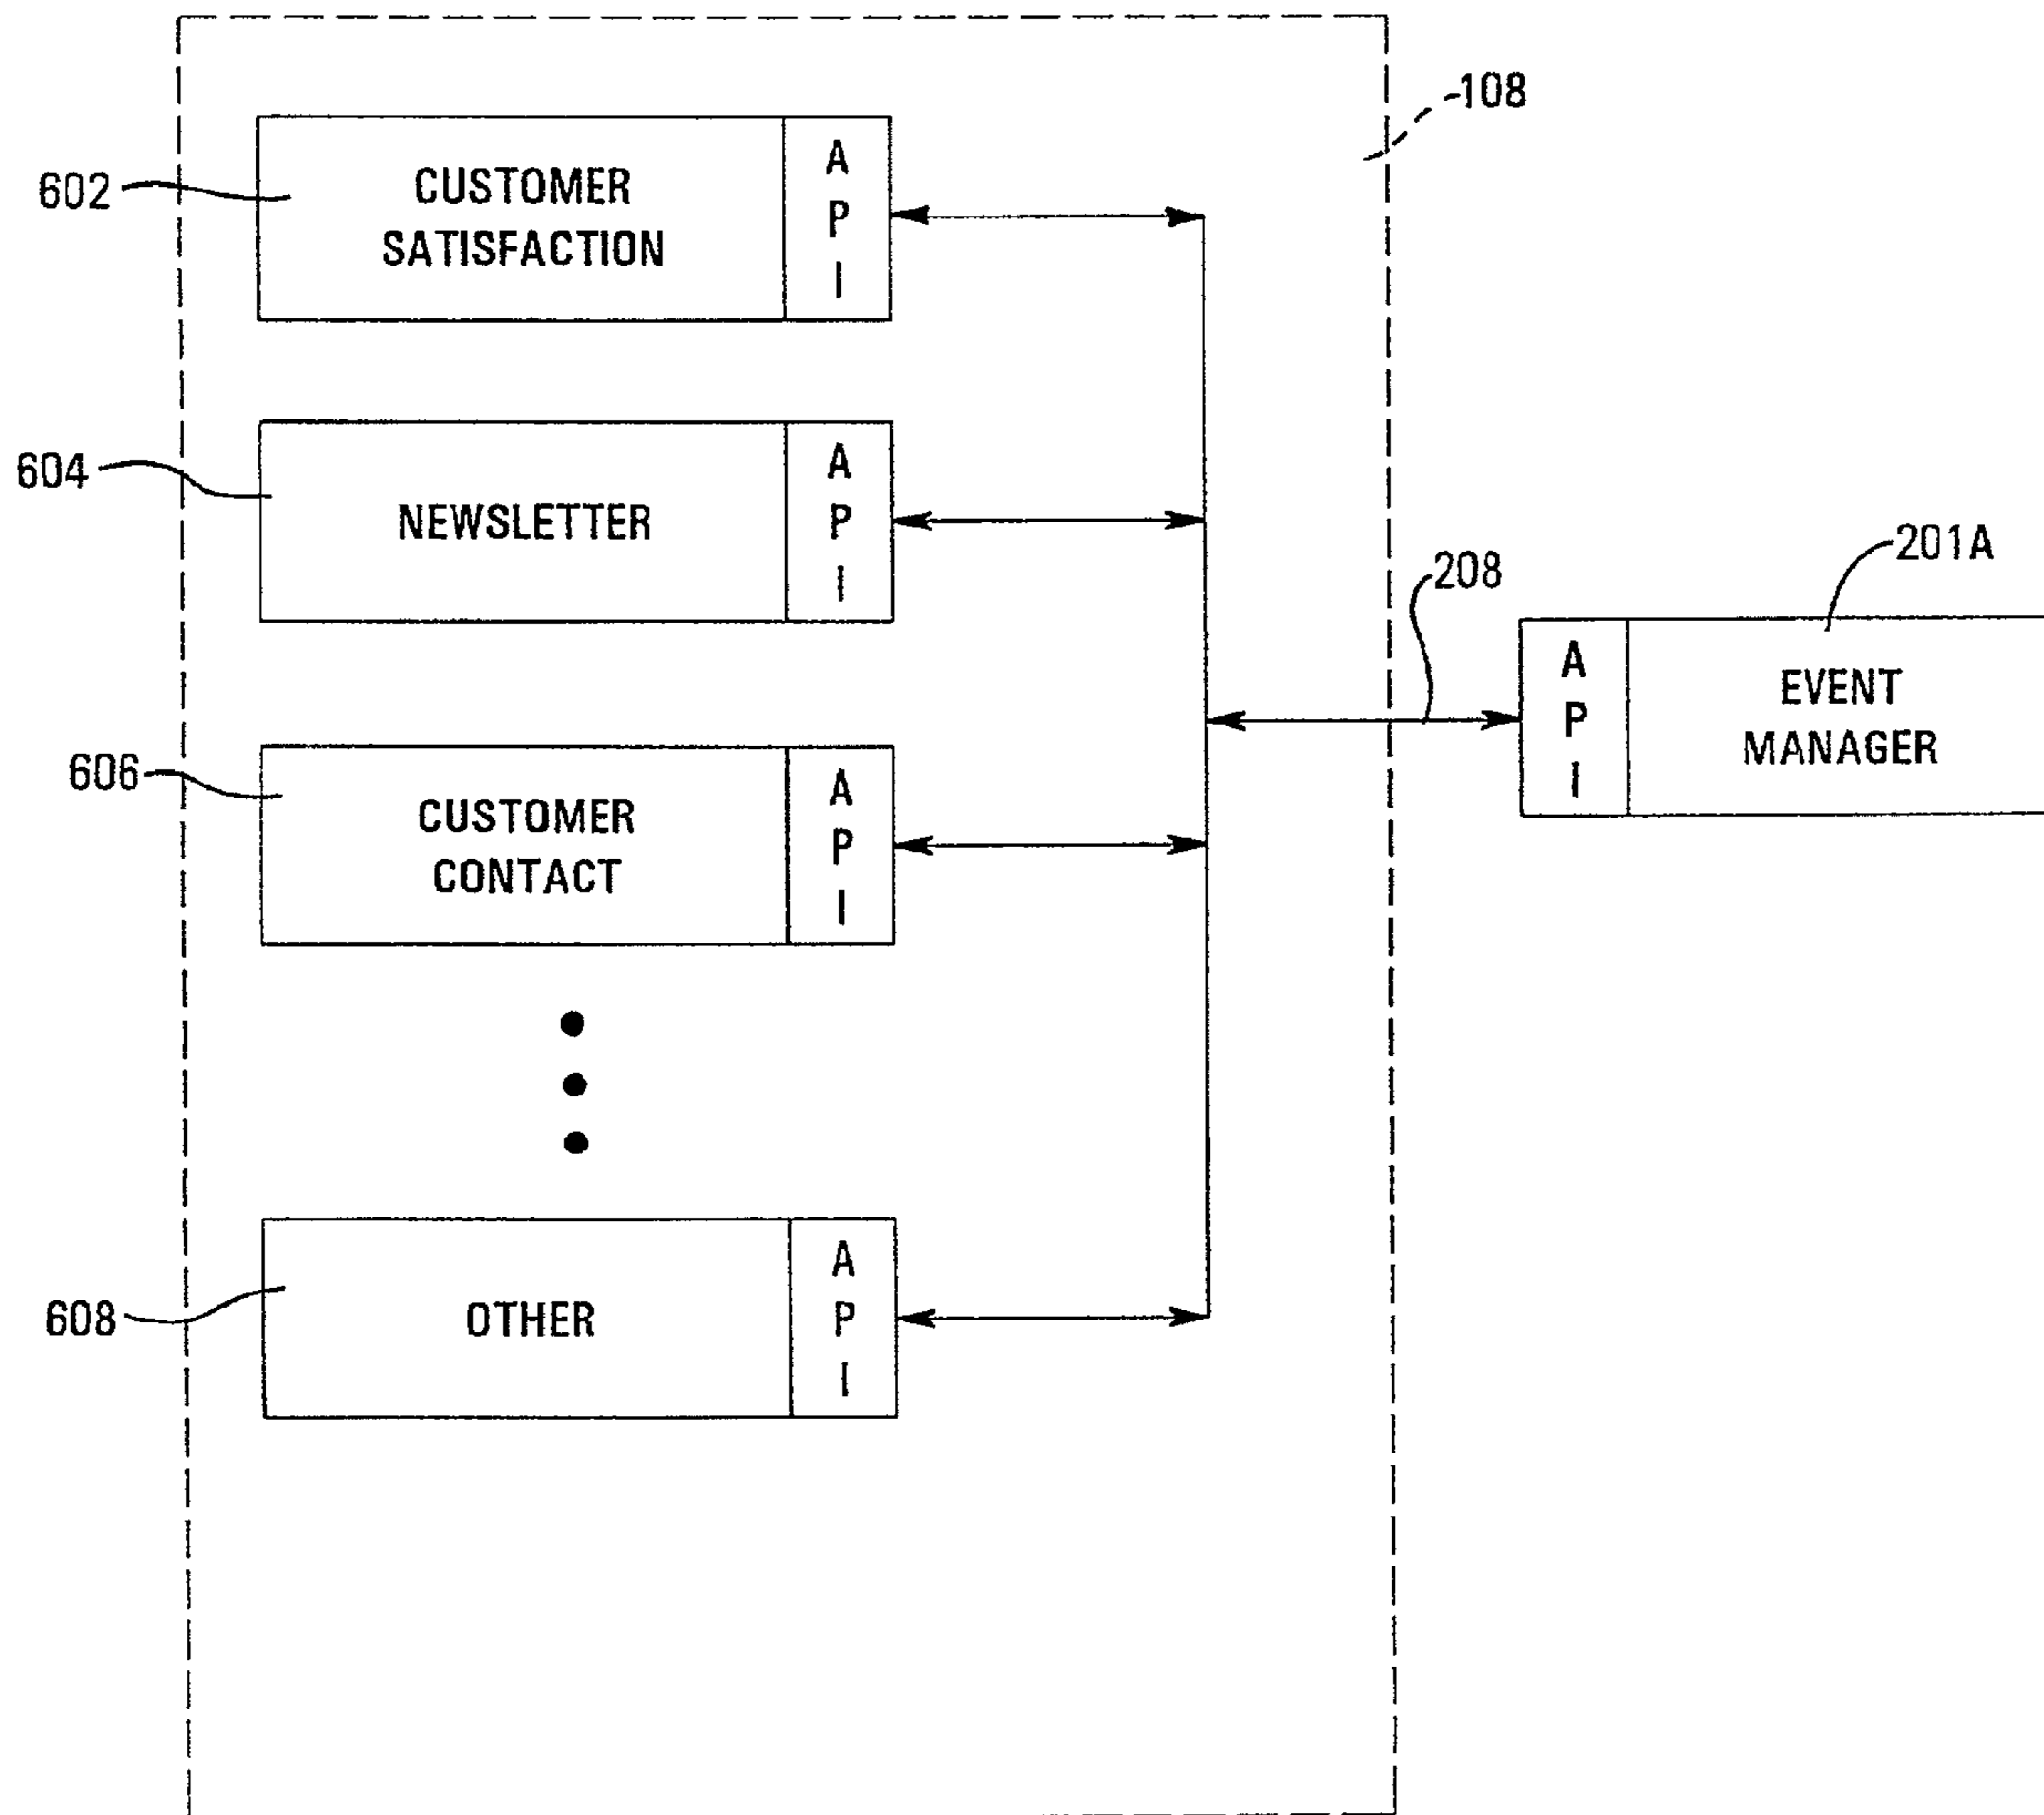 108
602
CUSTOMER
SATISFACTION
A
P
I
604
NEWSLETTER
A
P
I
208
201A
A
P
I
EVENT
MANAGER
606
CUSTOMER
CONTACT
A
P
I
608
OTHER
A
P
I